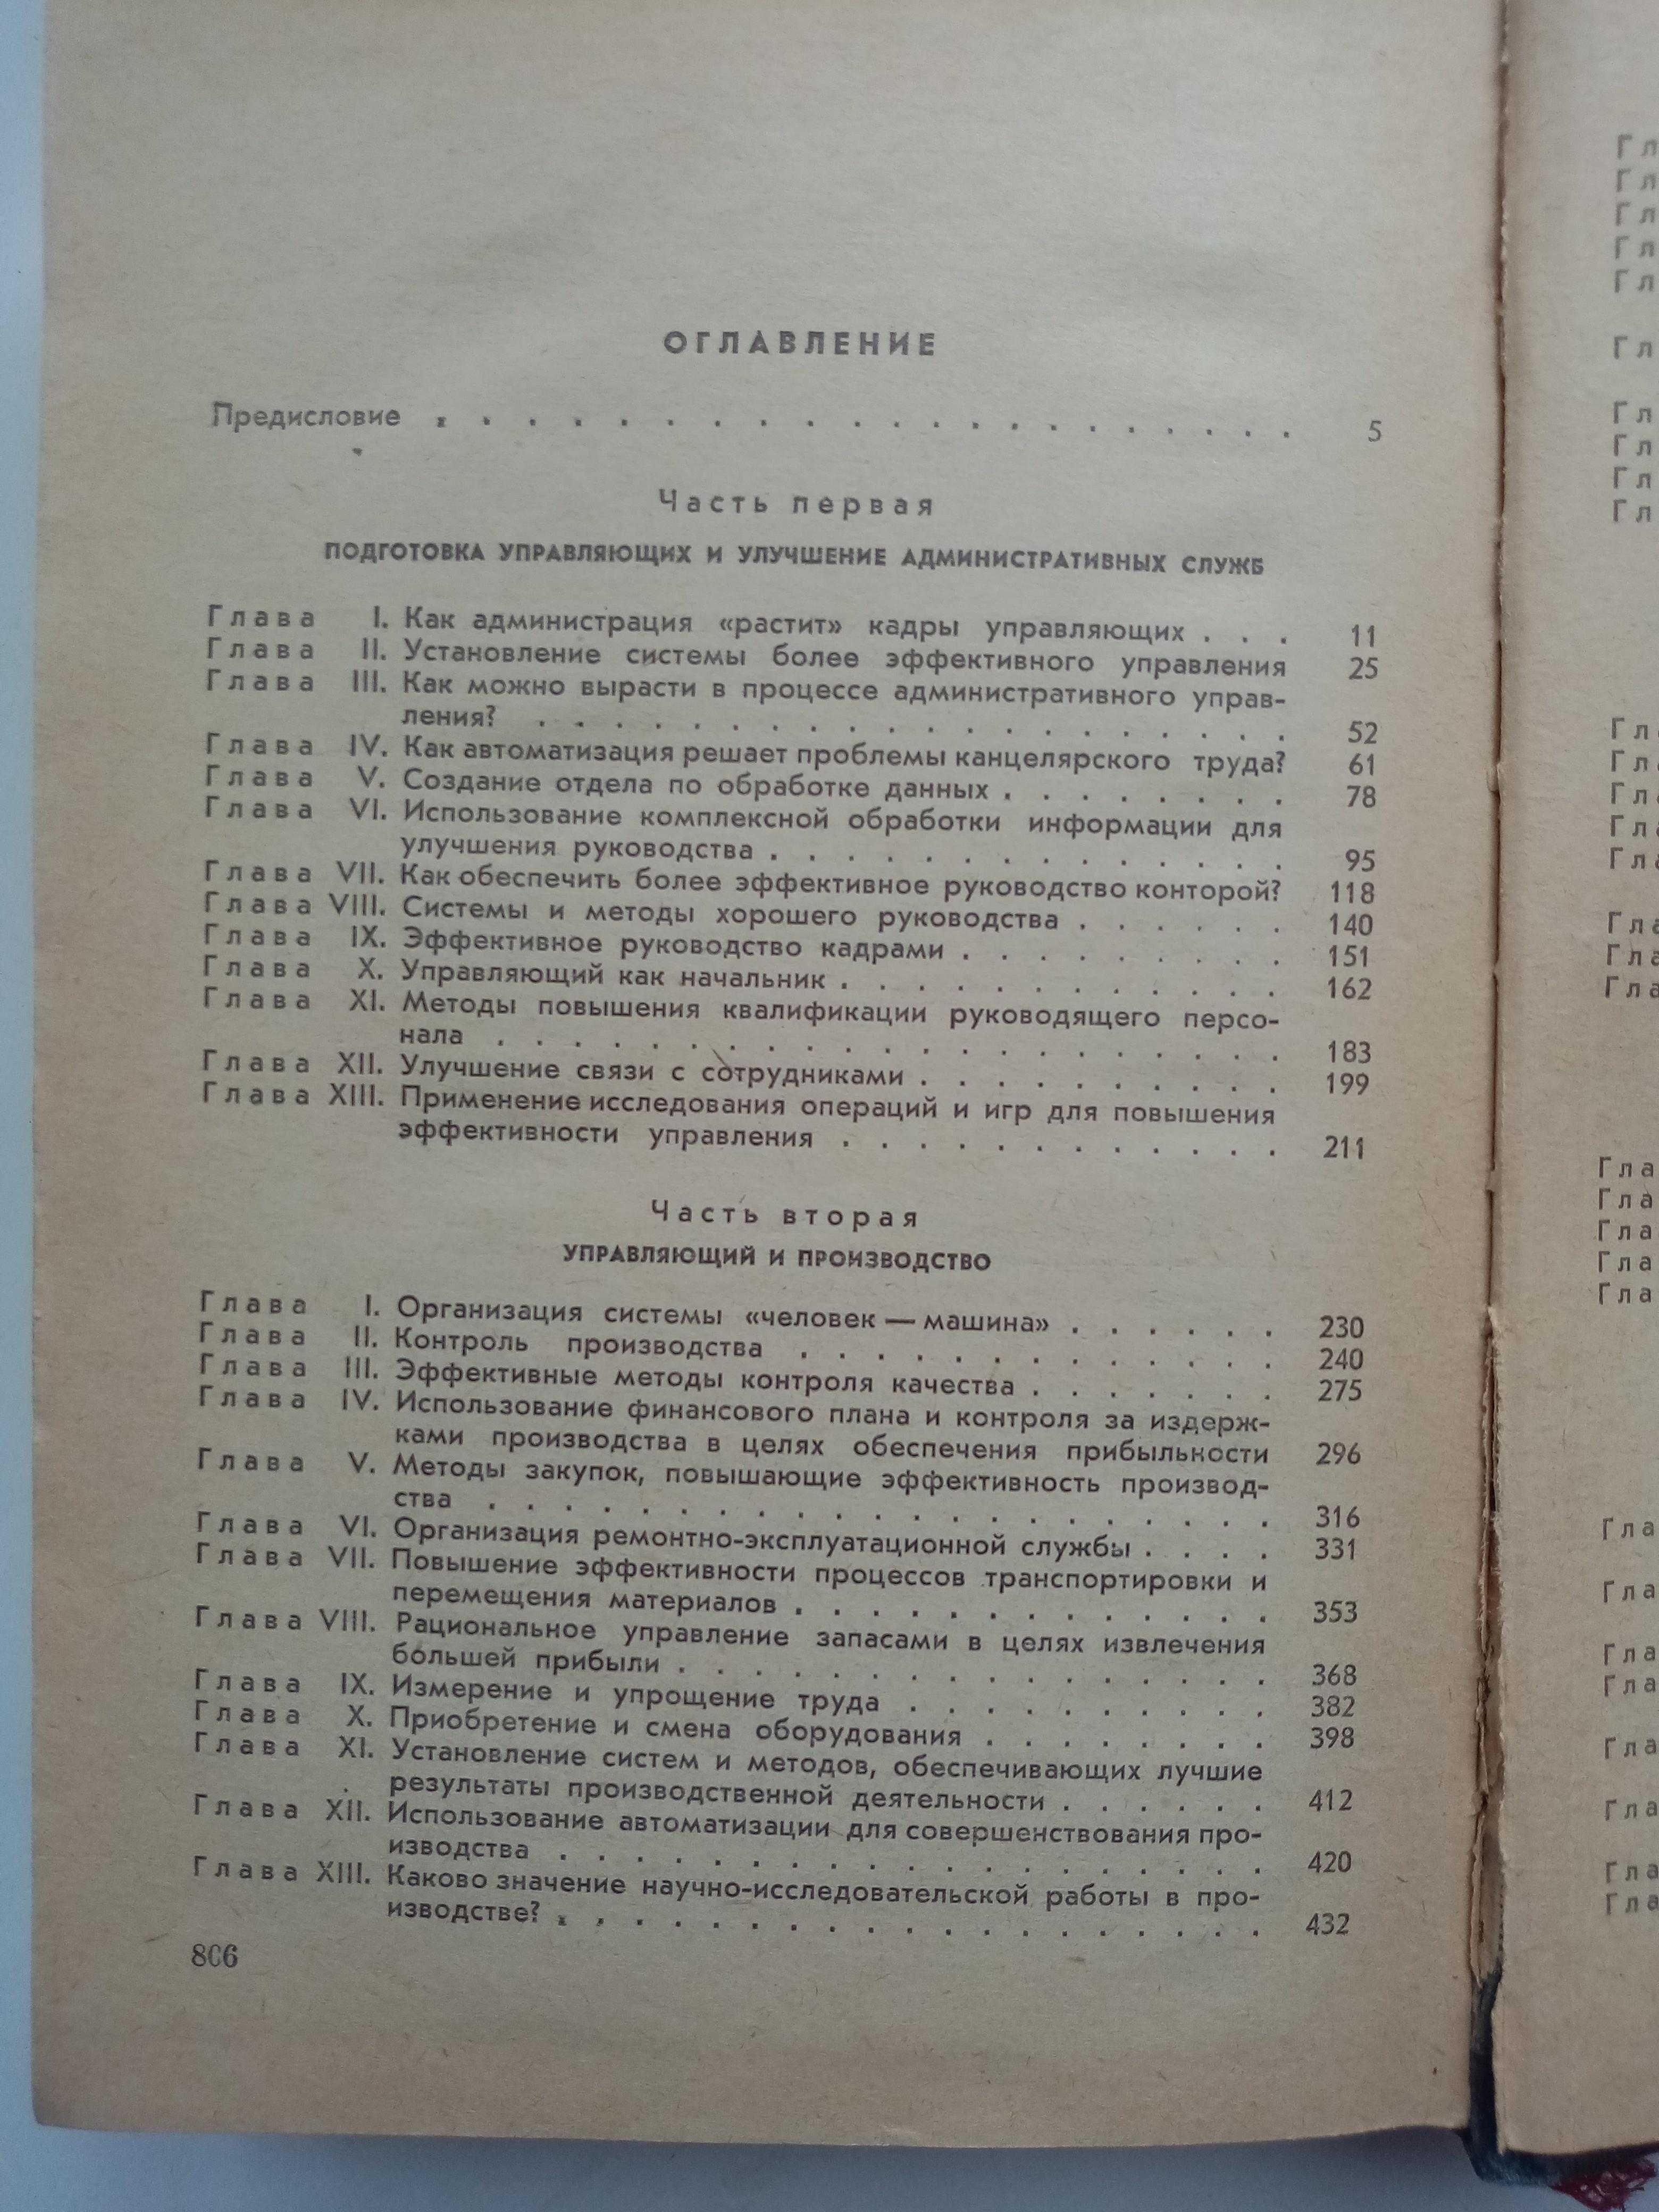 ОГЛАВЛЕНИЕ
Предисловие . . . . . . . . . . . . . . . . . . . . 5
Часть первая
ПОДГОТОВКА УПРАВЛЯЮЩИХ И УЛУЧШЕНИЕ АДМИНИСТРАТИВНЫХ СЛУЖБ
Глава I. Как администрация «растит» кадры управляющих . . . 11
Глава II. Установление системы более эффективного управления 25
Глава III. Как можно вырасти в процессе административного управ-
ления? . . . . . . . . . . . . . . . . . . . . 52
Глава IV. Как автоматизация решает проблемы канцелярского труда? 61
Глава V. Создание отдела по обработке данных . . . . . . . . 78
Глава VI. Использование комплексной обработки информации для
улучшения руководства . . . . . . . . . . . . . . 95
Глава VII. Как обеспечить более эффективное руководство конторой? 118
Глава VIII. Системы и методы хорошего руководства . . . . . . 140
Глава IX. Эффективное руководство кадрами . . . . . . . . . 151
Глава X. Управляющий как начальник . . . . . . . . . . . . 162
Глава XI. Методы повышения квалификации руководящего персо-
нала . . . . . . . . . . . . . . . . . . . . . 183
Глава XII. Улучшение связи с сотрудниками . . . . . . . . . . 199
Глава XIII. Применение исследования операций и игр для повышения
эффективности управления . . . . . . . . . . . . 211
Часть вторая
УПРАВЛЯЮЩИЙ И ПРОИЗВОДСТВО
Глава I. Организация системы «человек — машина» . . . . . . 230
Глава II. Контроль производства . . . . . . . . . . . . . 240
Глава III. Эффективные методы контроля качества . . . . . . . 275
Глава IV. Использование финансового плана и контроля за издерж-
ками производства в целях обеспечения прибыльности 296
Глава V. Методы закупок, повышающие эффективность производ-
ства . . . . . . . . . . . . . . . . . . . . . 316
Глава VI. Организация ремонтно-эксплуатационной службы . . . . 331
Глава VII. Повышение эффективности процессов транспортировки и
перемещения материалов . . . . . . . . . . . . . 353
Глава VIII. Рациональное управление запасами в целях извлечения
большей прибыли . . . . . . . . . . . . . . . . 368
Глава IX. Измерение и упрощение труда . . . . . . . . . . 382
Глава X. Приобретение и смена оборудования . . . . . . . . 398
Глава XI. Установление систем и методов, обеспечивающих лучшие
результаты производственной деятельности . . . . . . 412
Глава XII. Использование автоматизации для совершенствования про-
изводства . . . . . . . . . . . . . . . . . . . 420
Глава XIII. Каково значение научно-исследовательской работы в про-
изводстве? . . . . . . . . . . . . . . . . . . . 432
806